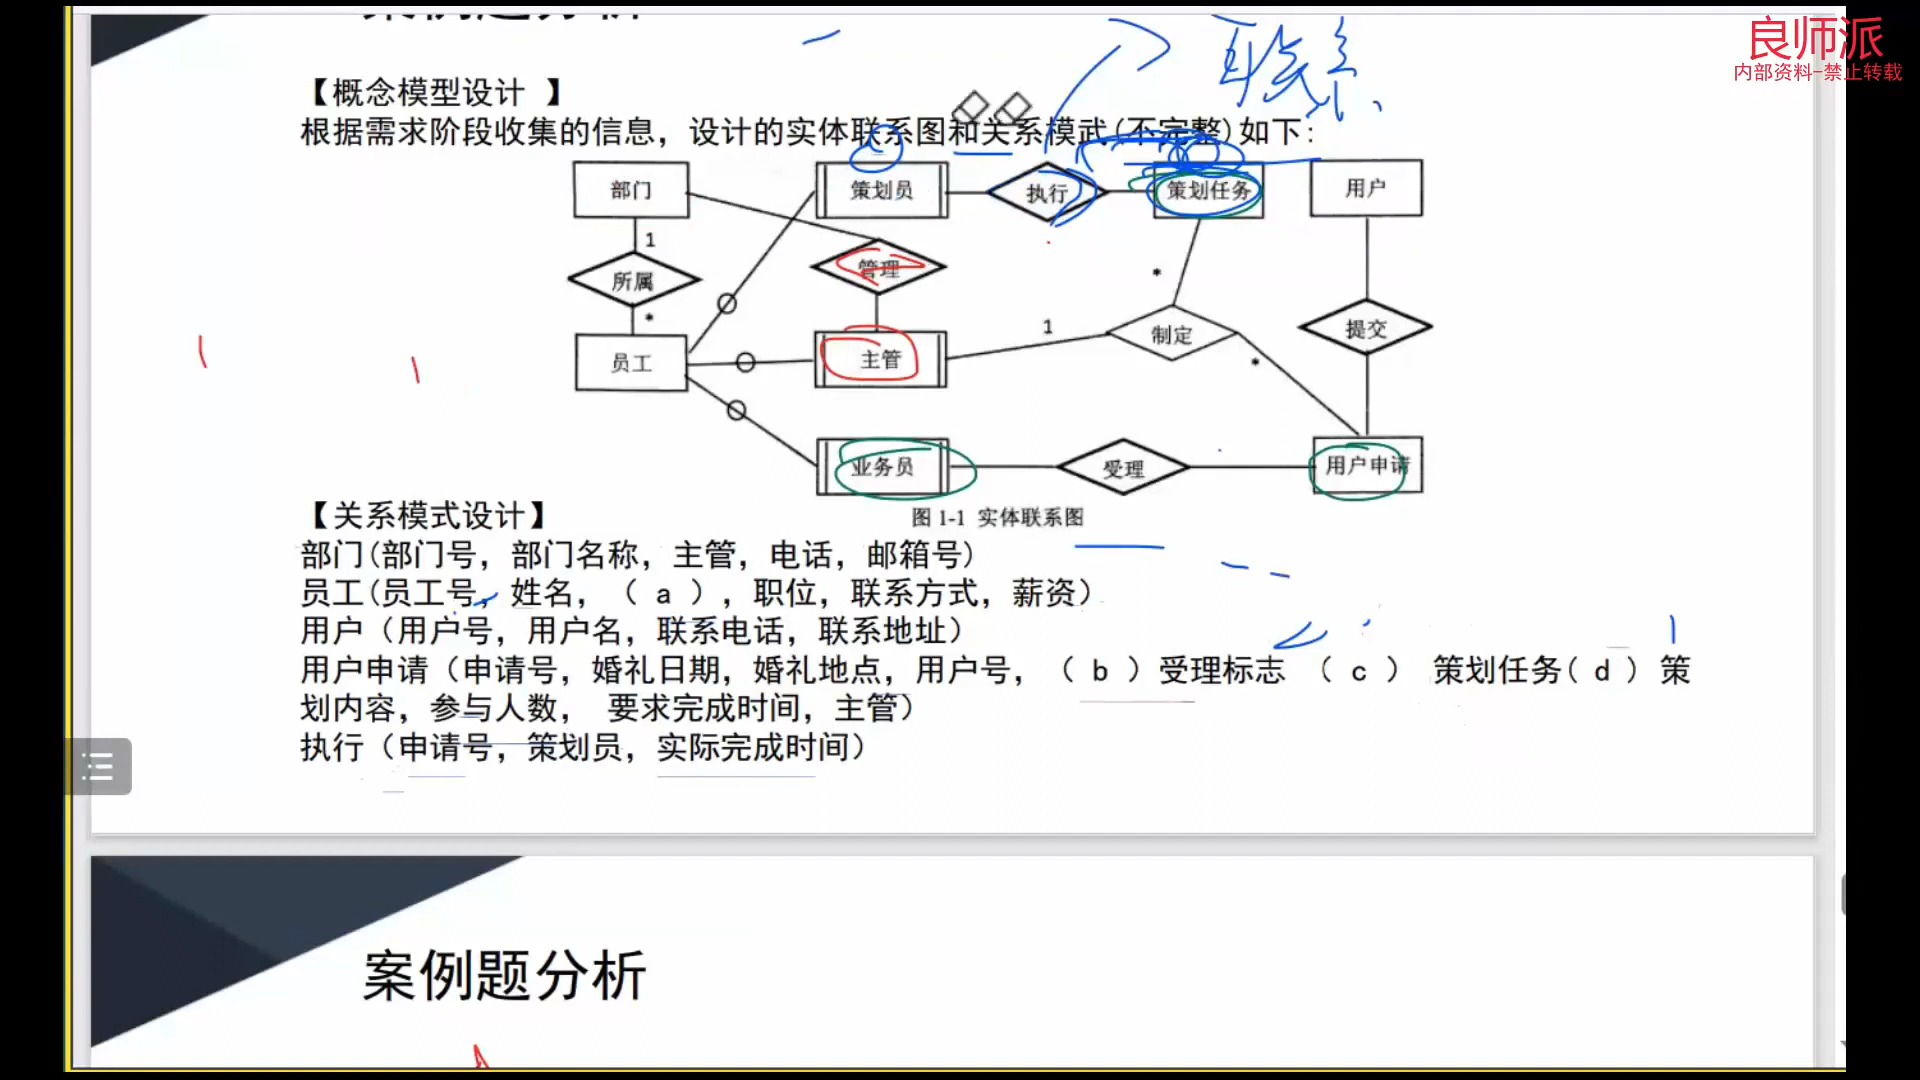 良师派
内部资料-禁止转载
【概念模型设计 】
根据需求阶段收集的信息，设计的实体联系图和关系模式(不完整)如下:
联系
部门
策划员
执行
策划任务
用户
1
管理
所属
*
*
员工
主管
1
制定
*
提交
业务员
受理
用户申请
图 1-1 实体联系图
【关系模式设计】
部门(部门号，部门名称，主管，电话，邮箱号)
员工(员工号，姓名，（ a ），职位，联系方式，薪资）
用户（用户号，用户名，联系电话，联系地址）
用户申请（申请号，婚礼日期，婚礼地点，用户号，（ b ）受理标志 （ c ） 策划任务( d ) 策
划内容，参与人数， 要求完成时间，主管）
执行（申请号，策划员，实际完成时间）
案例题分析